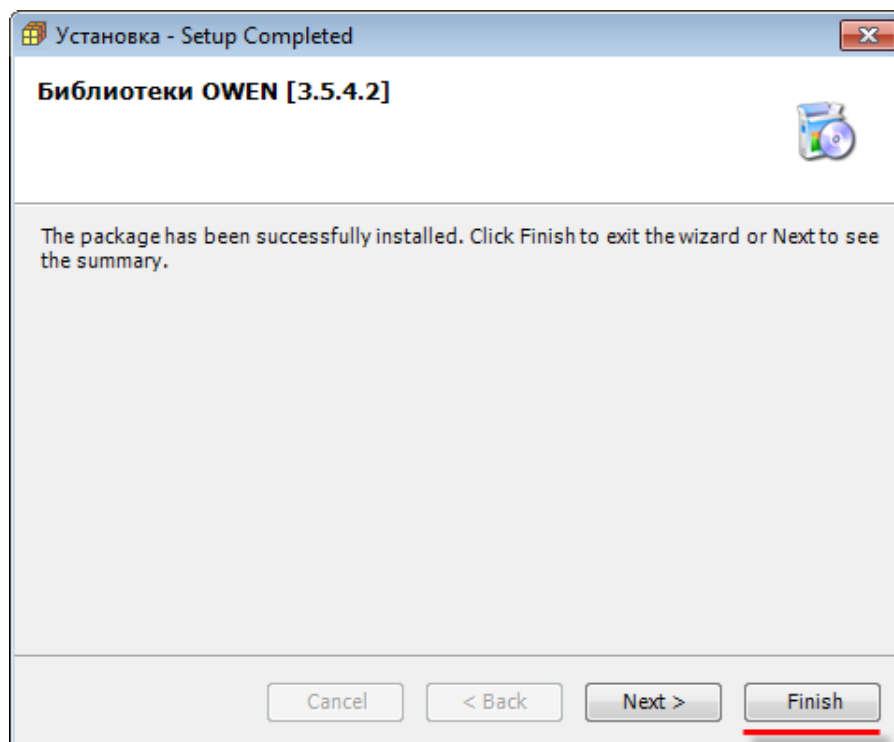 Установка - Setup Completed
Библиотеки OWEN [3.5.4.2]
The package has been successfully installed. Click Finish to exit the wizard or Next to see
the summary.
Cancel
< Back
Next >
Finish